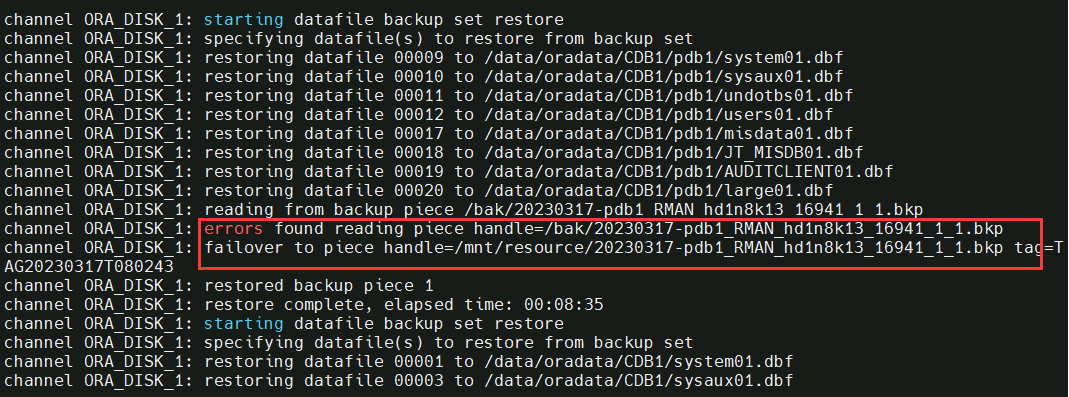 channel ORA_DISK_1: starting datafile backup set restore
channel ORA_DISK_1: specifying datafile(s) to restore from backup set
channel ORA_DISK_1: restoring datafile 00009 to /data/oradata/CDB1/pdb1/system01.dbf
channel ORA_DISK_1: restoring datafile 00010 to /data/oradata/CDB1/pdb1/sysaux01.dbf
channel ORA_DISK_1: restoring datafile 00011 to /data/oradata/CDB1/pdb1/undotbs01.dbf
channel ORA_DISK_1: restoring datafile 00012 to /data/oradata/CDB1/pdb1/users01.dbf
channel ORA_DISK_1: restoring datafile 00017 to /data/oradata/CDB1/pdb1/misdata01.dbf
channel ORA_DISK_1: restoring datafile 00018 to /data/oradata/CDB1/pdb1/JT_MISDB01.dbf
channel ORA_DISK_1: restoring datafile 00019 to /data/oradata/CDB1/pdb1/AUDITCLIENT01.dbf
channel ORA_DISK_1: restoring datafile 00020 to /data/oradata/CDB1/pdb1/large01.dbf
channel ORA_DISK_1: reading from backup piece /bak/20230317-pdb1_RMAN_hd1n8k13_16941_1_1.bkp
channel ORA_DISK_1: errors found reading piece handle=/bak/20230317-pdb1_RMAN_hd1n8k13_16941_1_1.bkp
channel ORA_DISK_1: failover to piece handle=/mnt/resource/20230317-pdb1_RMAN_hd1n8k13_16941_1_1.bkp tag=T
AG20230317T080243
channel ORA_DISK_1: restored backup piece 1
channel ORA_DISK_1: restore complete, elapsed time: 00:08:35
channel ORA_DISK_1: starting datafile backup set restore
channel ORA_DISK_1: specifying datafile(s) to restore from backup set
channel ORA_DISK_1: restoring datafile 00001 to /data/oradata/CDB1/system01.dbf
channel ORA_DISK_1: restoring datafile 00003 to /data/oradata/CDB1/sysaux01.dbf